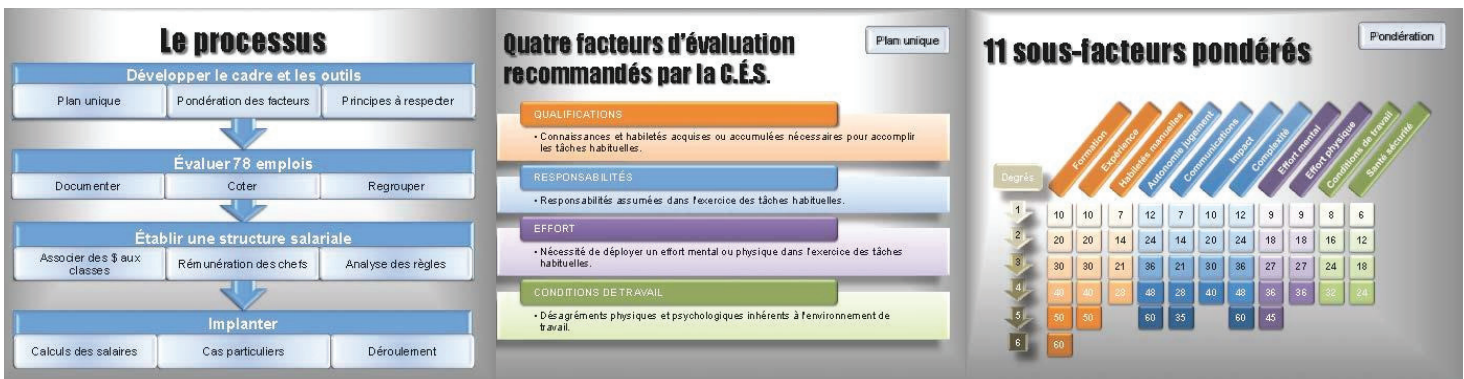 Le processus
Développer le cadre et les outils
Plan unique
Pondération des facteurs
Principes à respecter
Évaluer 78 emplois
Documenter
Coter
Regrouper
Établir une structure salariale
Associer des $ aux
classes
Rémunération des chefs
Analyse des règles
Implanter
Calculs des salaires
Cas particuliers
Déroulement
Quatre facteurs d'évaluation
recommandés par la C.É.S.
Plan unique
QUALIFICATIONS
• Connaissances et habiletés acquises ou accumulées nécessaires pour accomplir
les tâches habituelles.
RESPONSABILITÉS
• Responsabilités assumées dans l'exercice des tâches habituelles.
EFFORT
• Nécessité de déployer un effort mental ou physique dans l'exercice des tâches
habituelles.
CONDITIONS DE TRAVAIL
• Désagréments physiques et psychologiques inhérents à l'environnement de
travail.
11 sous-facteurs pondérés
Pondération
Degrés
Formation
Expérience
Habiletés manuelles
Autonomie jugement
Communications
Impact
Complexité
Effort mental
Effort physique
Conditions de travail
Santé sécurité
1 10 10 7 12 7 10 12 9 9 8 6
2 20 20 14 24 14 20 24 18 18 16 12
3 30 30 21 36 21 30 36 27 27 24 18
4 40 40 28 48 28 40 48 36 36 32 24
5 50 50 60 35 60 45
6 60